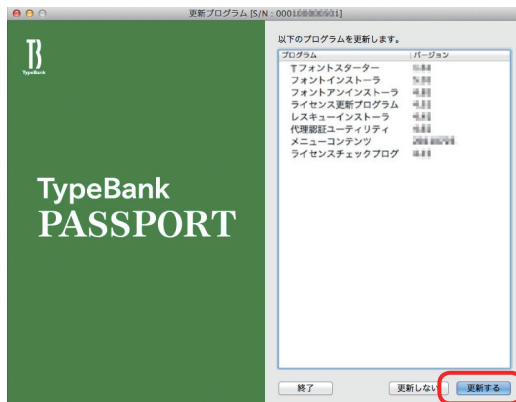 更新プログラム [S/N : 000
TB
TypeBank
TypeBank
PASSPORT
以下のプログラムを更新します。
プログラム バージョン
Tフォントスターター
フォントインストーラ
フォントアンインストーラ
ライセンス更新プログラム
レスキューインストーラ
代理認証ユーティリティ
メニューコンテンツ
ライセンスチェックプログ
終了 更新しない 更新する